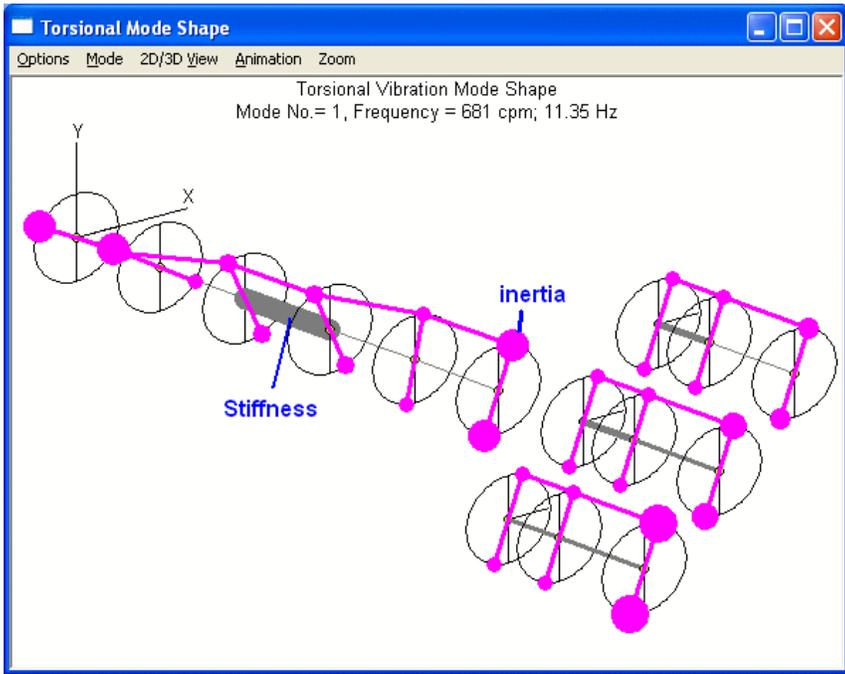 Torsional Mode Shape
Options Mode 2D/3D View Animation Zoom
Torsional Vibration Mode Shape
Mode No.= 1, Frequency = 681 cpm; 11.35 Hz
Y
X
inertia
Stiffness